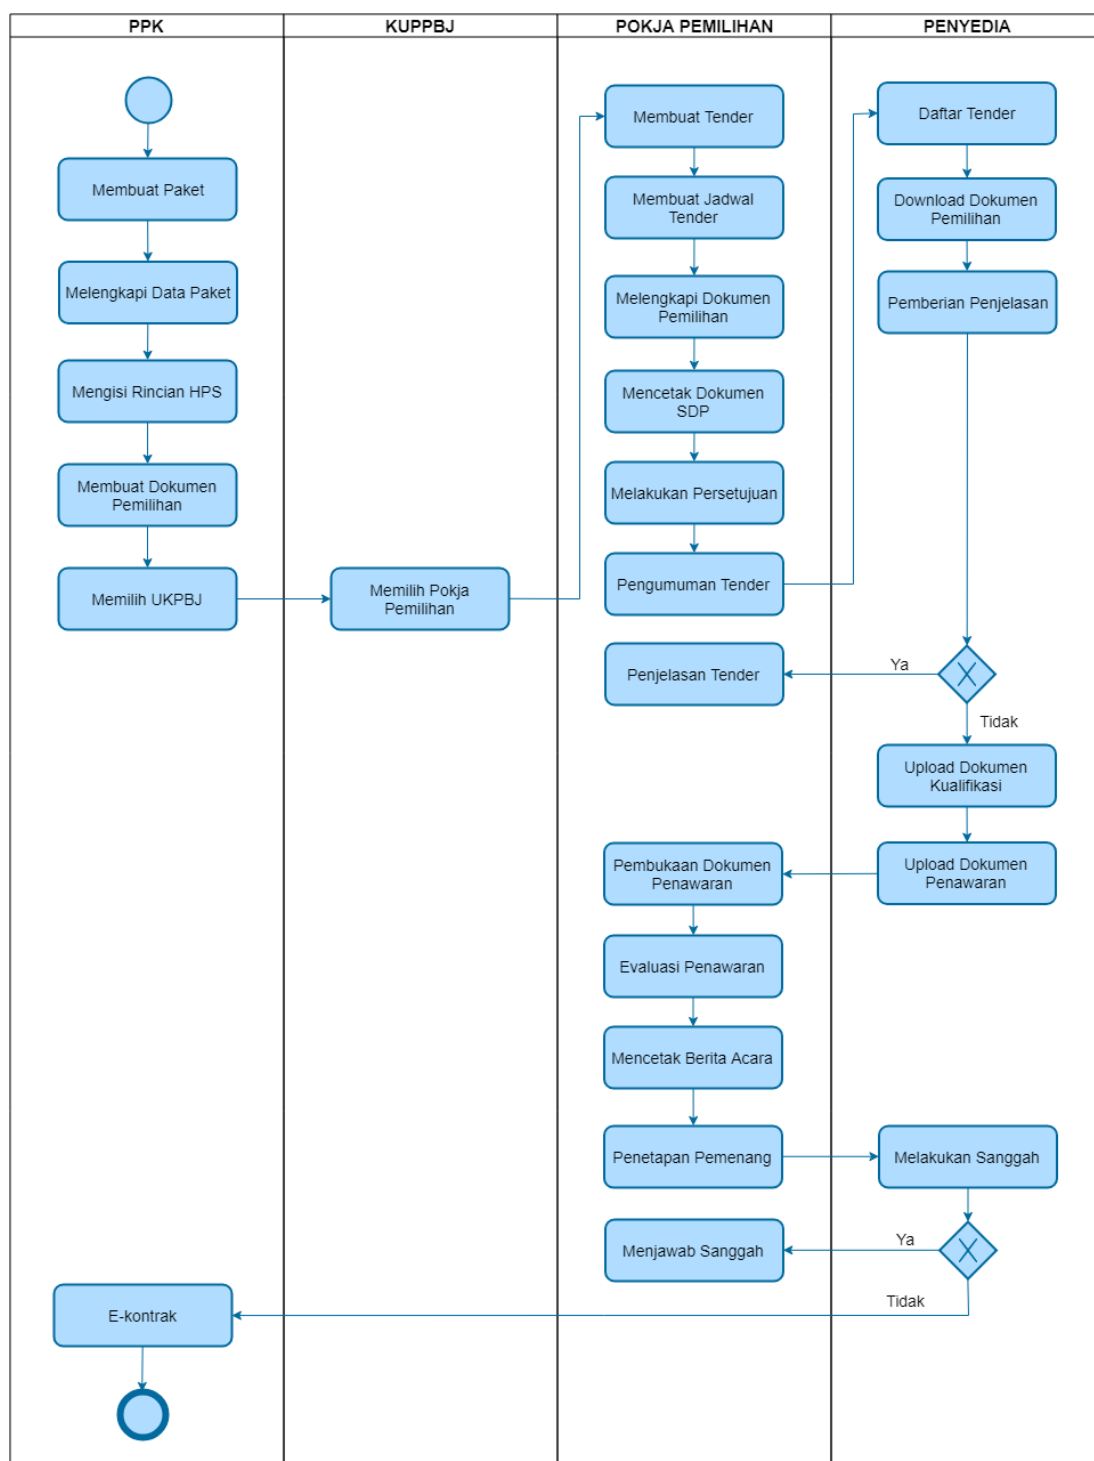 PPK
KUPPBJ
POKJA PEMILIHAN
PENYEDIA
Membuat Paket
Melengkapi Data Paket
Mengisi Rincian HPS
Membuat Dokumen
Pemilihan
Memilih UKPBJ
Memilih Pokja
Pemilihan
Membuat Tender
Membuat Jadwal
Tender
Melengkapi Dokumen
Pemilihan
Mencetak Dokumen
SDP
Melakukan Persetujuan
Pengumuman Tender
Daftar Tender
Download Dokumen
Pemilihan
Pemberian Penjelasan
Ya
Penjelasan Tender
Tidak
Upload Dokumen
Kualifikasi
Upload Dokumen
Penawaran
Pembukaan Dokumen
Penawaran
Evaluasi Penawaran
Mencetak Berita Acara
Penetapan Pemenang
Melakukan Sanggah
Ya
Menjawab Sanggah
Tidak
E-kontrak